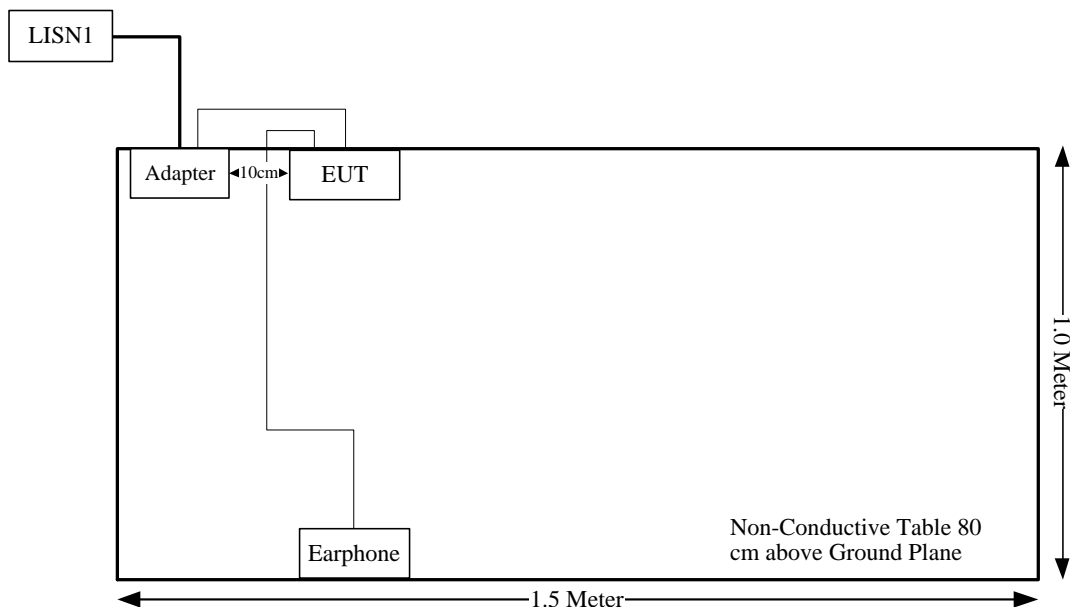 LISN1
Adapter
10cm
EUT
1.0 Meter
Earphone
Non-Conductive Table 80
cm above Ground Plane
1.5 Meter